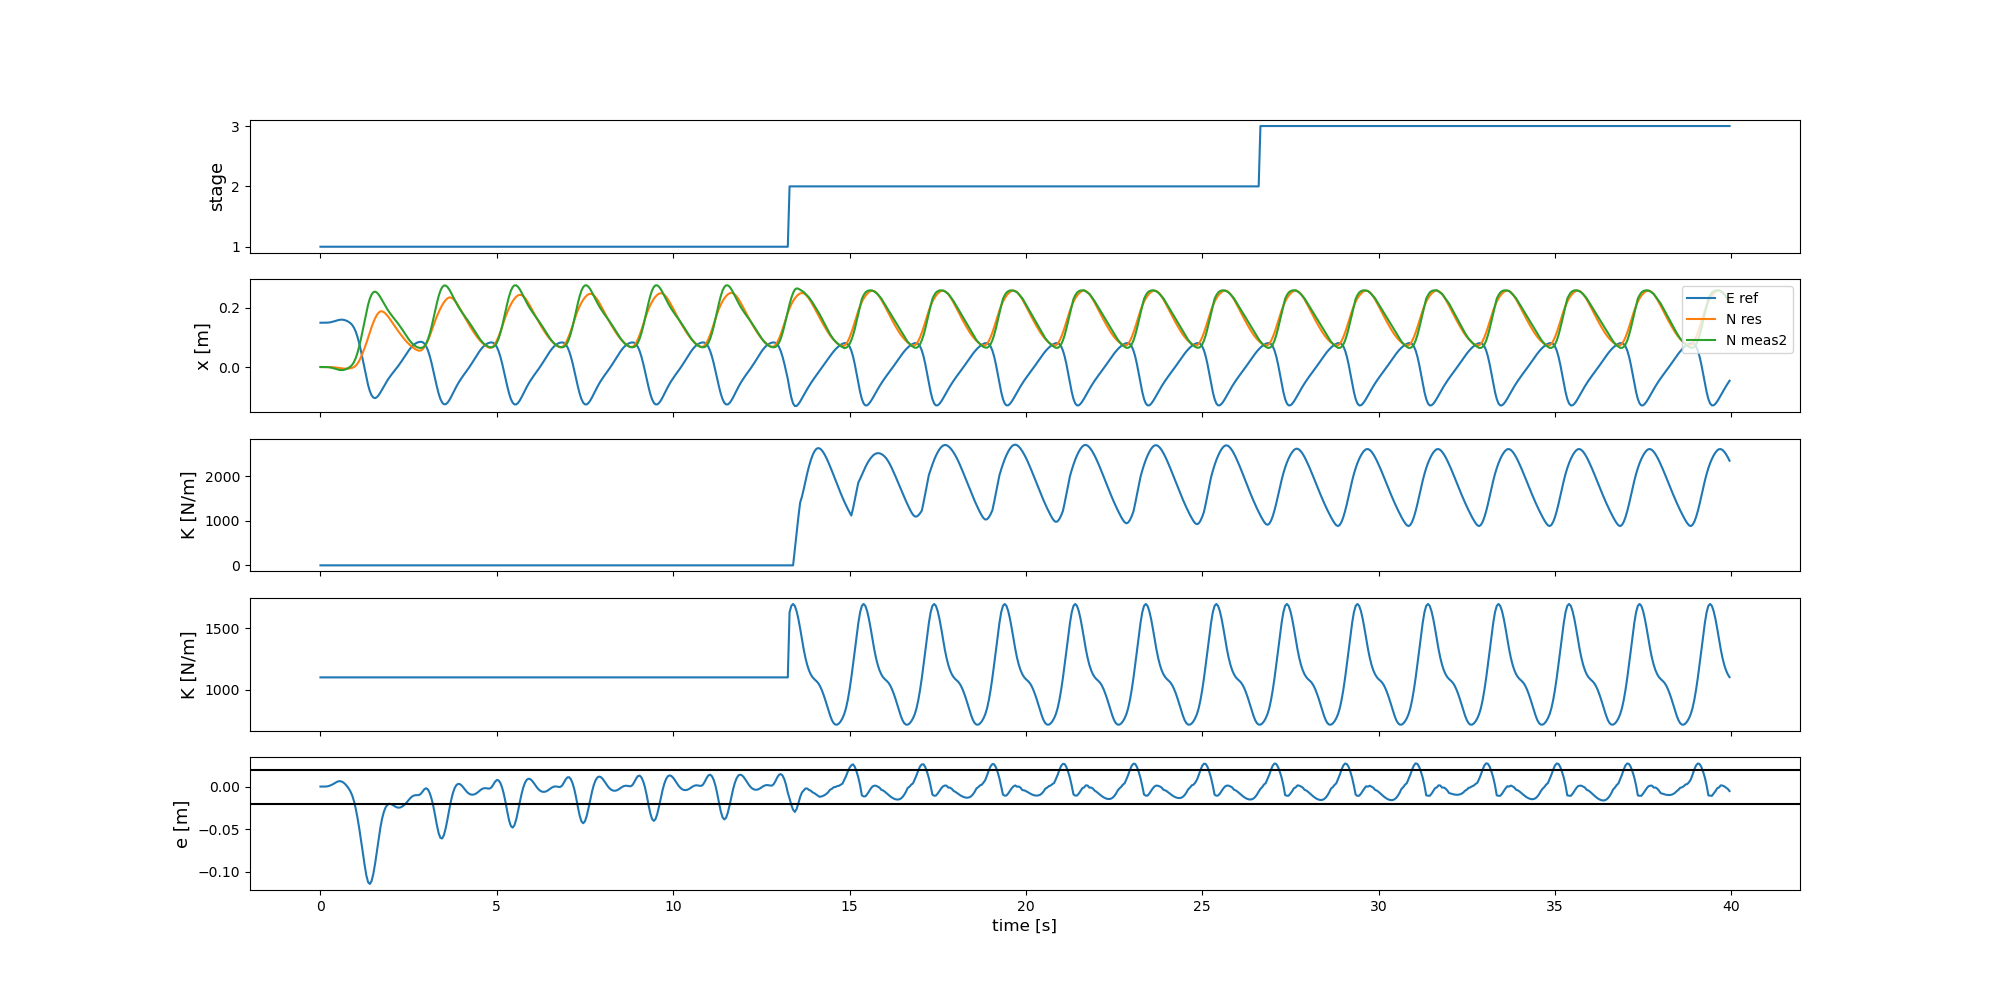 3
2
1
stage
0.2
0.0
x [m]
E ref
N res
N meas2
2000
1000
0
K [N/m]
1500
1000
K [N/m]
0.00
−0.05
−0.10
e [m]
0 5 10 15 20 25 30 35 40
time [s]